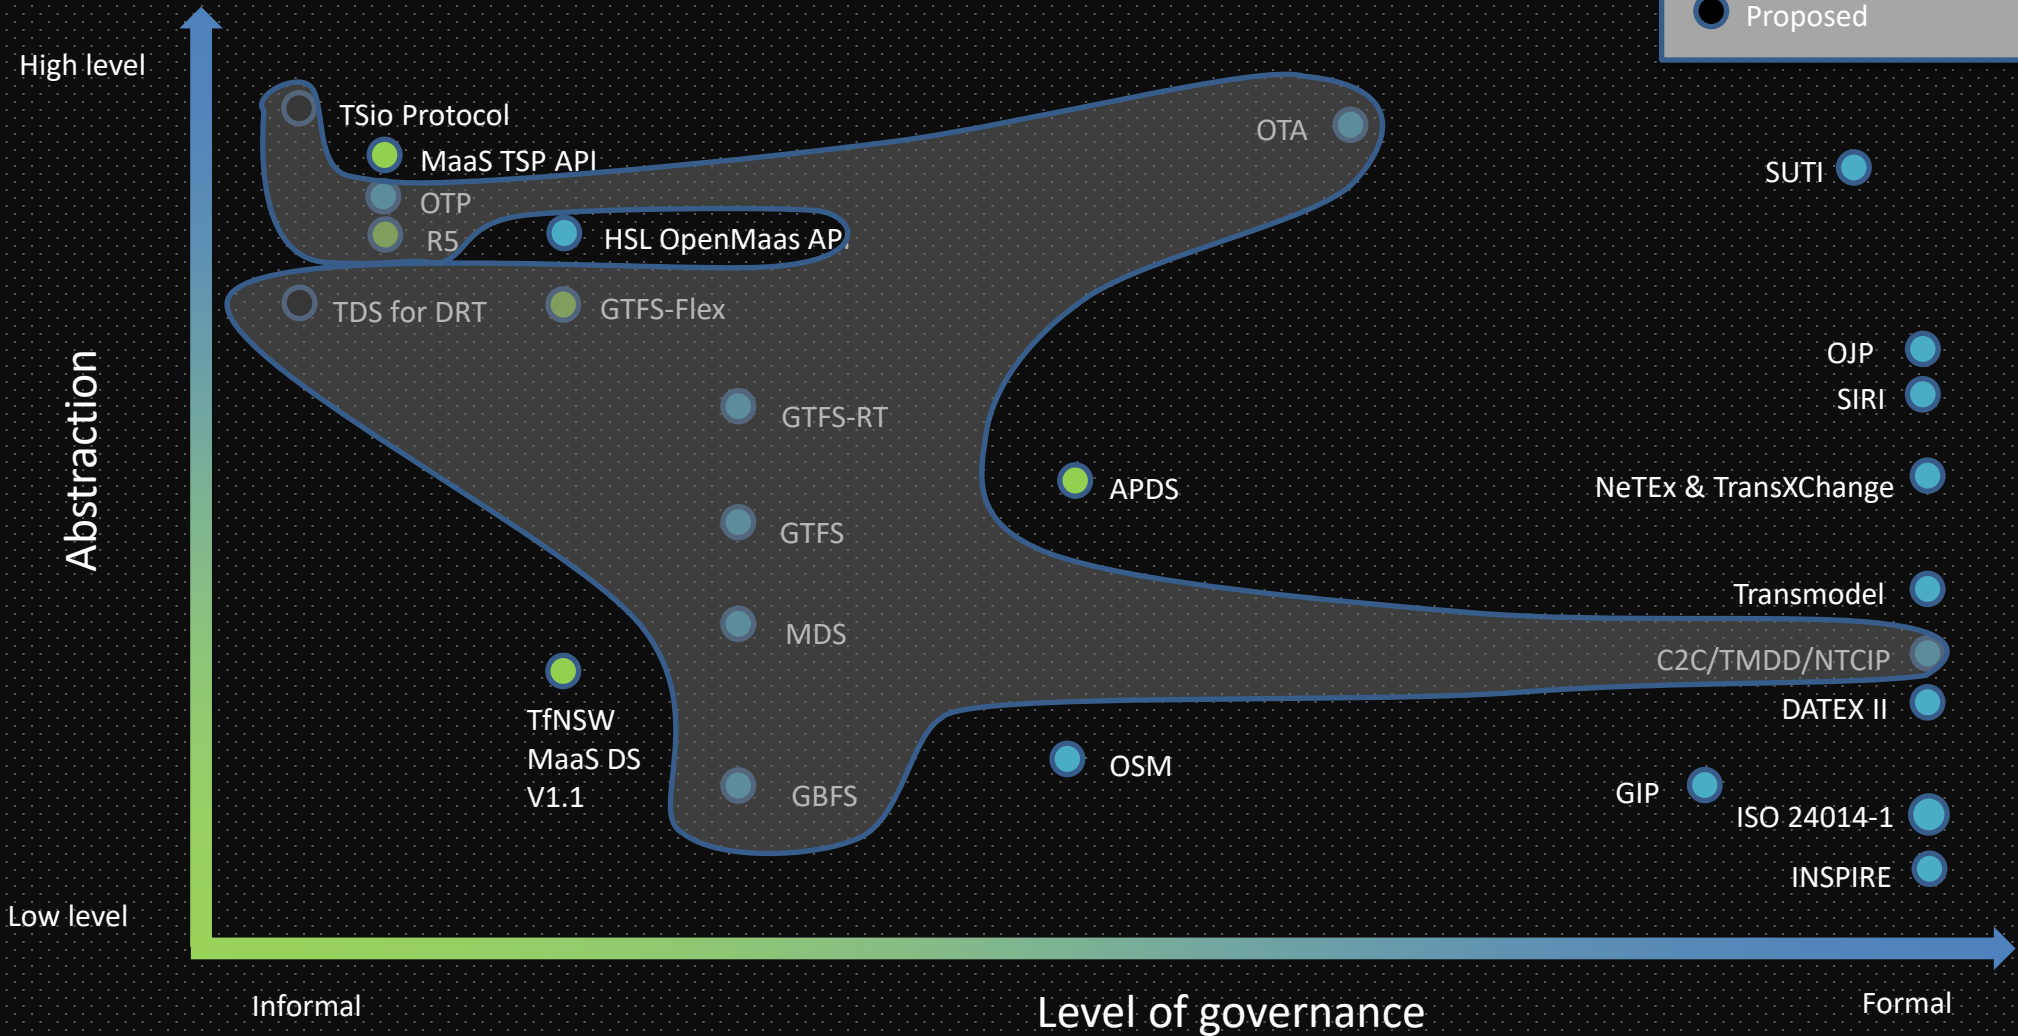 Proposed
High level
TSio Protocol
OTA
MaaS TSP API
SUTI
OTP
R5
HSL OpenMaas API
TDS for DRT
GTFS-Flex
OJP
SIRI
GTFS-RT
Abstraction
APDS
NeTEx & TransXChange
GTFS
Transmodel
MDS
C2C/TMDD/NTCIP
DATEX II
TfNSW
MaaS DS
V1.1
OSM
GBFS
GIP
ISO 24014-1
INSPIRE
Low level
Informal
Level of governance
Formal